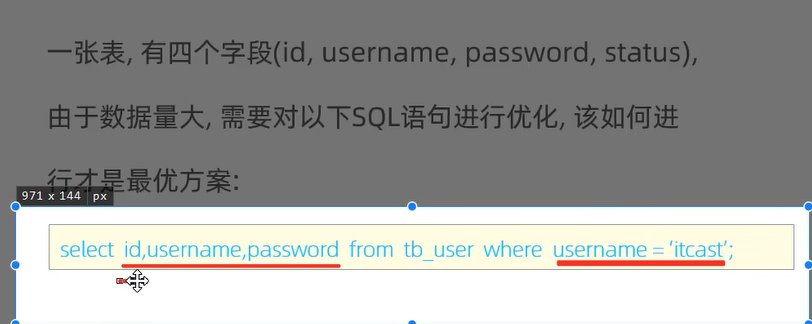 一张表, 有四个字段(id, username, password, status),
由于数据量大, 需要对以下SQL语句进行优化, 该如何进
行才是最优方案:
971 x 144 px
select id,username,password from tb_user where username = ‘itcast’;